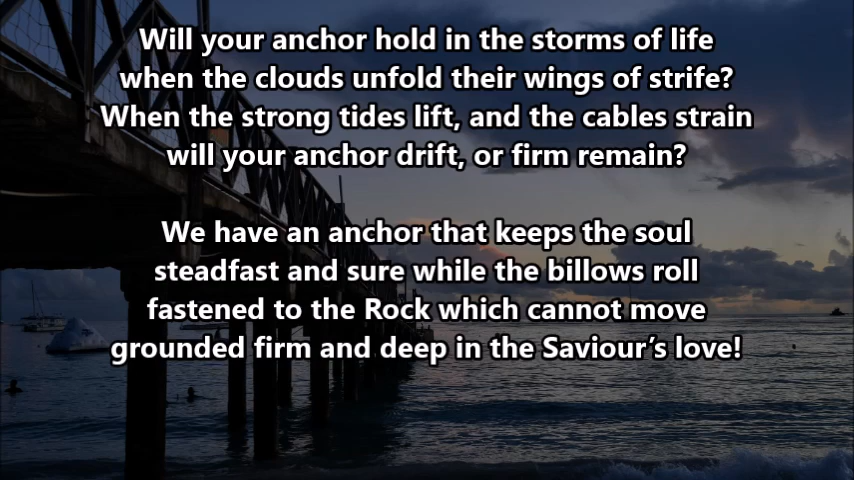 Will your anchor hold in the storms of life
when the clouds unfold their wings of strife?
When the strong tides lift, and the cables strain
will your anchor drift, or firm remain?
We have an anchor that keeps the soul
steadfast and sure while the billows roll
fastened to the Rock which cannot move
grounded firm and deep in the Saviour’s love!